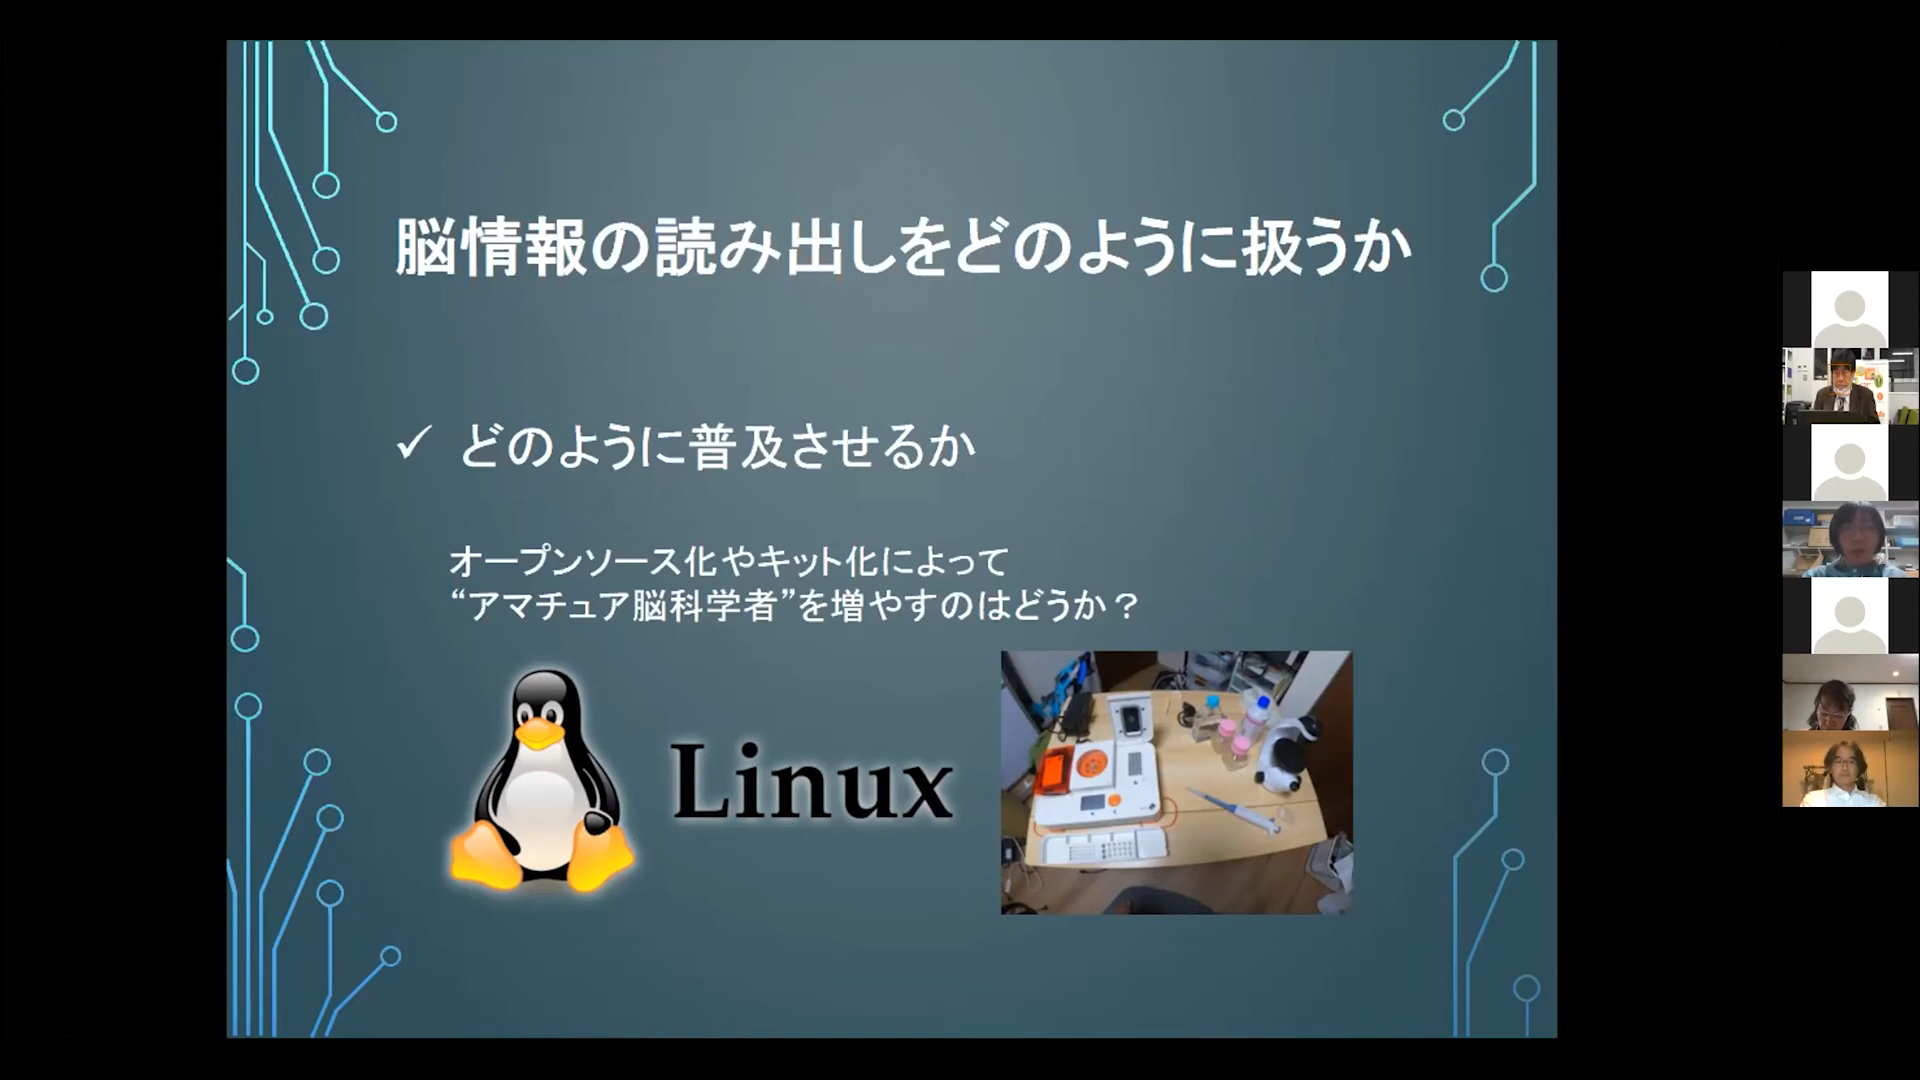 脳情報の読み出しをどのように扱うか
✓ どのように普及させるか
オープンソース化やキット化によって
“アマチュア脳科学者”を増やすのはどうか？
Linux